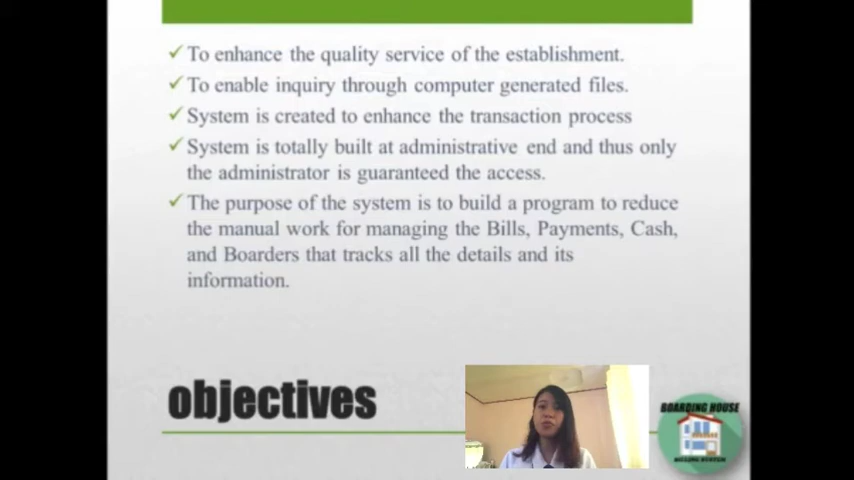 To enhance the quality service of the establishment.
To enable inquiry through computer generated files.
System is created to enhance the transaction process
System is totally built at administrative end and thus only
the administrator is guaranteed the access.
The purpose of the system is to build a program to reduce
the manual work for managing the Bills, Payments, Cash,
and Boarders that tracks all the details and its
information.
objectives
BOARDING HOUSE
BILLING SYSTEM